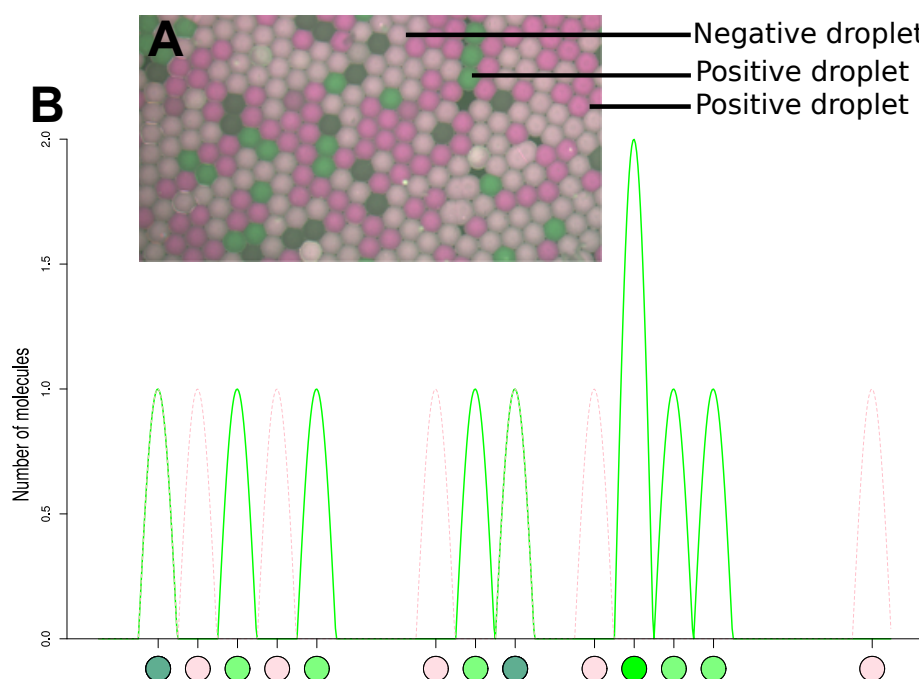 A
Negative droplet
Positive droplet
Positive droplet
B
2.0
1.5
1.0
0.5
0.0
Number of molecules